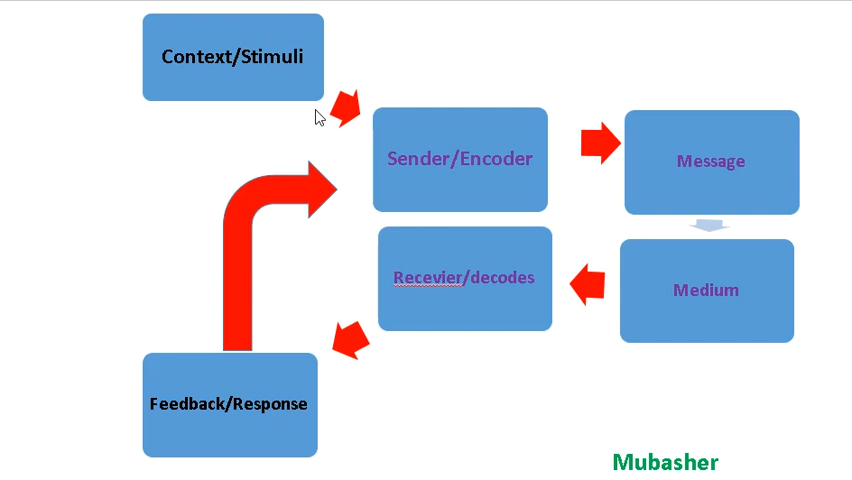 Context/Stimuli
Sender/Encoder
Message
Medium
Recevier/decodes
Feedback/Response
Mubasher